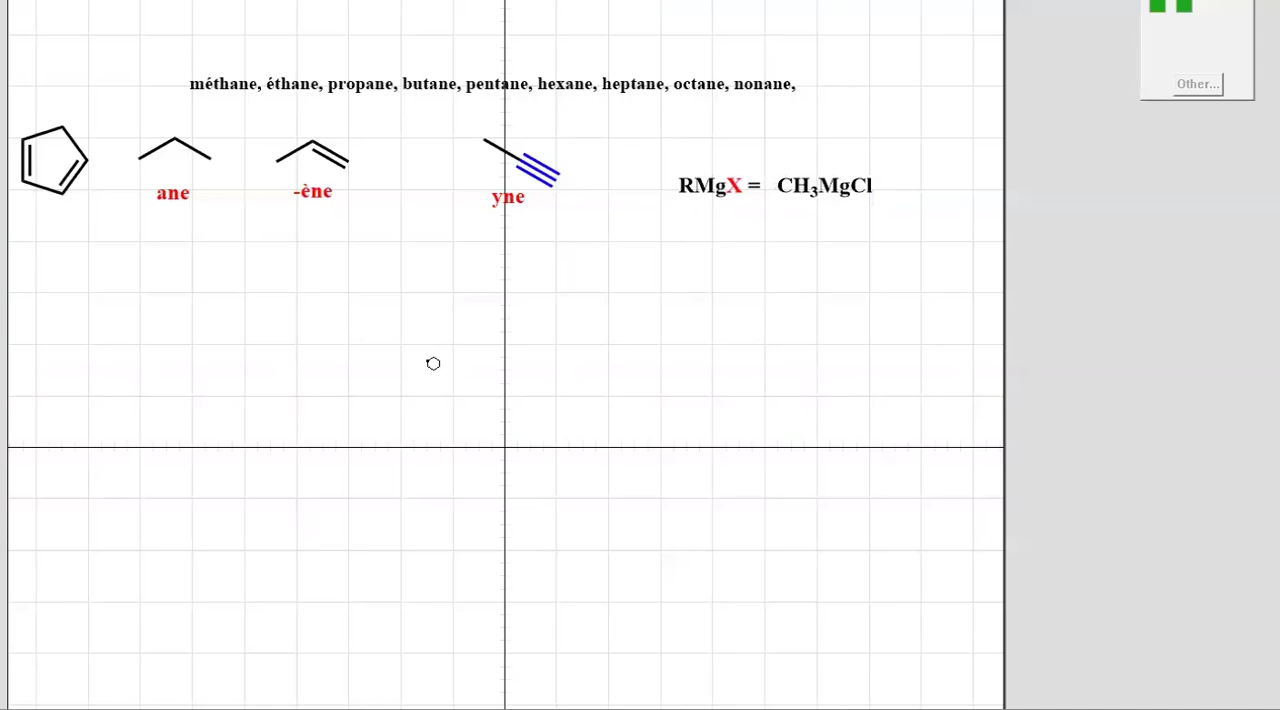 Other...
méthane, éthane, propane, butane, pentane, hexane, heptane, octane, nonane,
ane
-ène
yne
RMgX = CH₃MgCl